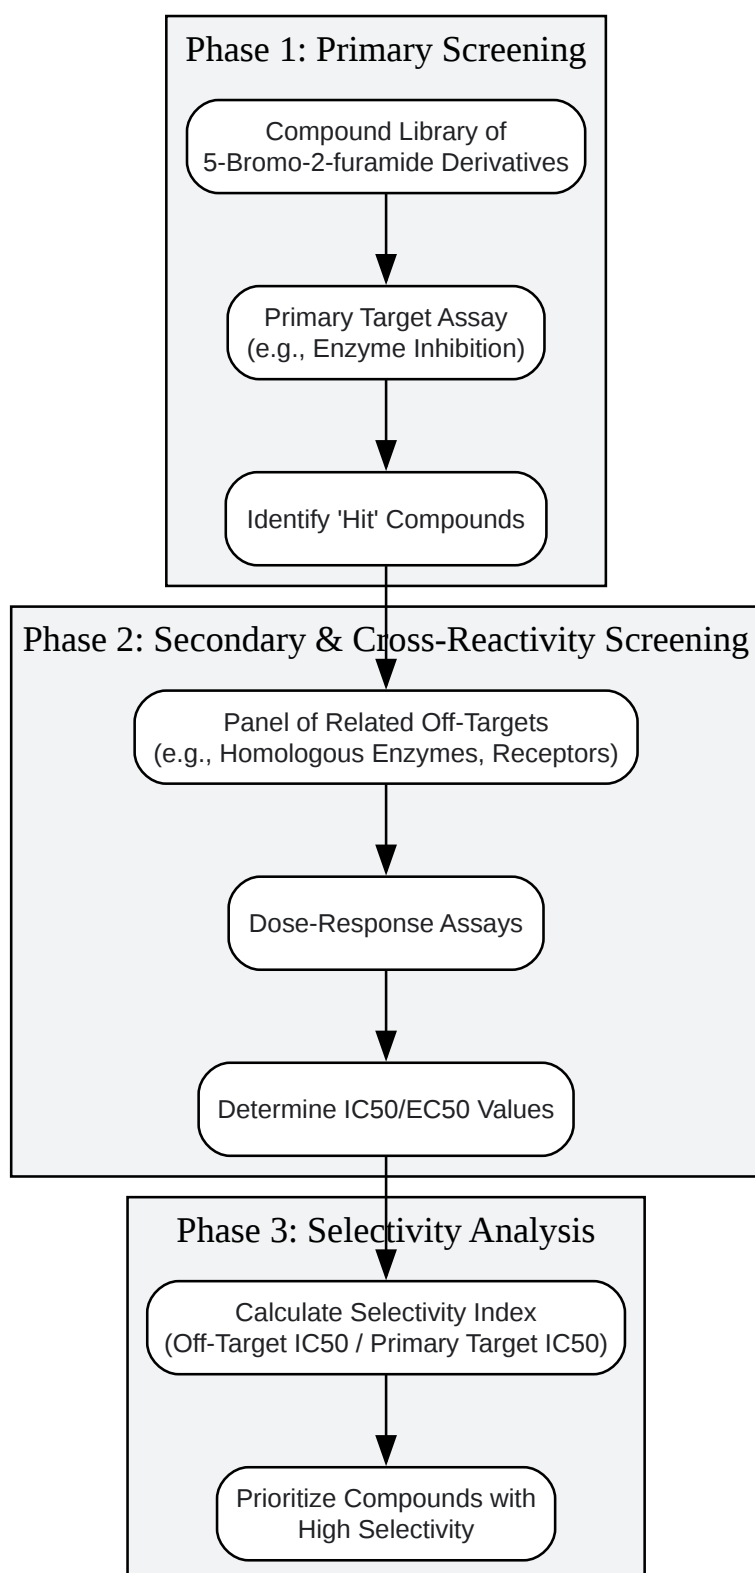 Phase 1: Primary Screening
Compound Library of
5-Bromo-2-furamide Derivatives
Primary Target Assay
(e.g., Enzyme Inhibition)
Identify 'Hit' Compounds
Phase 2: Secondary & Cross-Reactivity Screening
Panel of Related Off-Targets
(e.g., Homologous Enzymes, Receptors)
Dose-Response Assays
Determine IC50/EC50 Values
Phase 3: Selectivity Analysis
Calculate Selectivity Index
(Off-Target IC50 / Primary Target IC50)
Prioritize Compounds with
High Selectivity